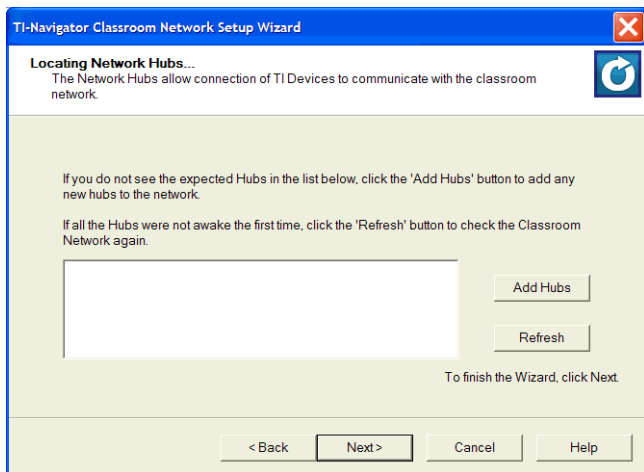 TI-Navigator Classroom Network Setup Wizard
Locating Network Hubs...
The Network Hubs allow connection of TI Devices to communicate with the classroom
network.
If you do not see the expected Hubs in the list below, click the 'Add Hubs' button to add any
new hubs to the network.
If all the Hubs were not awake the first time, click the 'Refresh' button to check the Classroom
Network again.
Add Hubs
Refresh
To finish the Wizard, click Next.
< Back
Next >
Cancel
Help